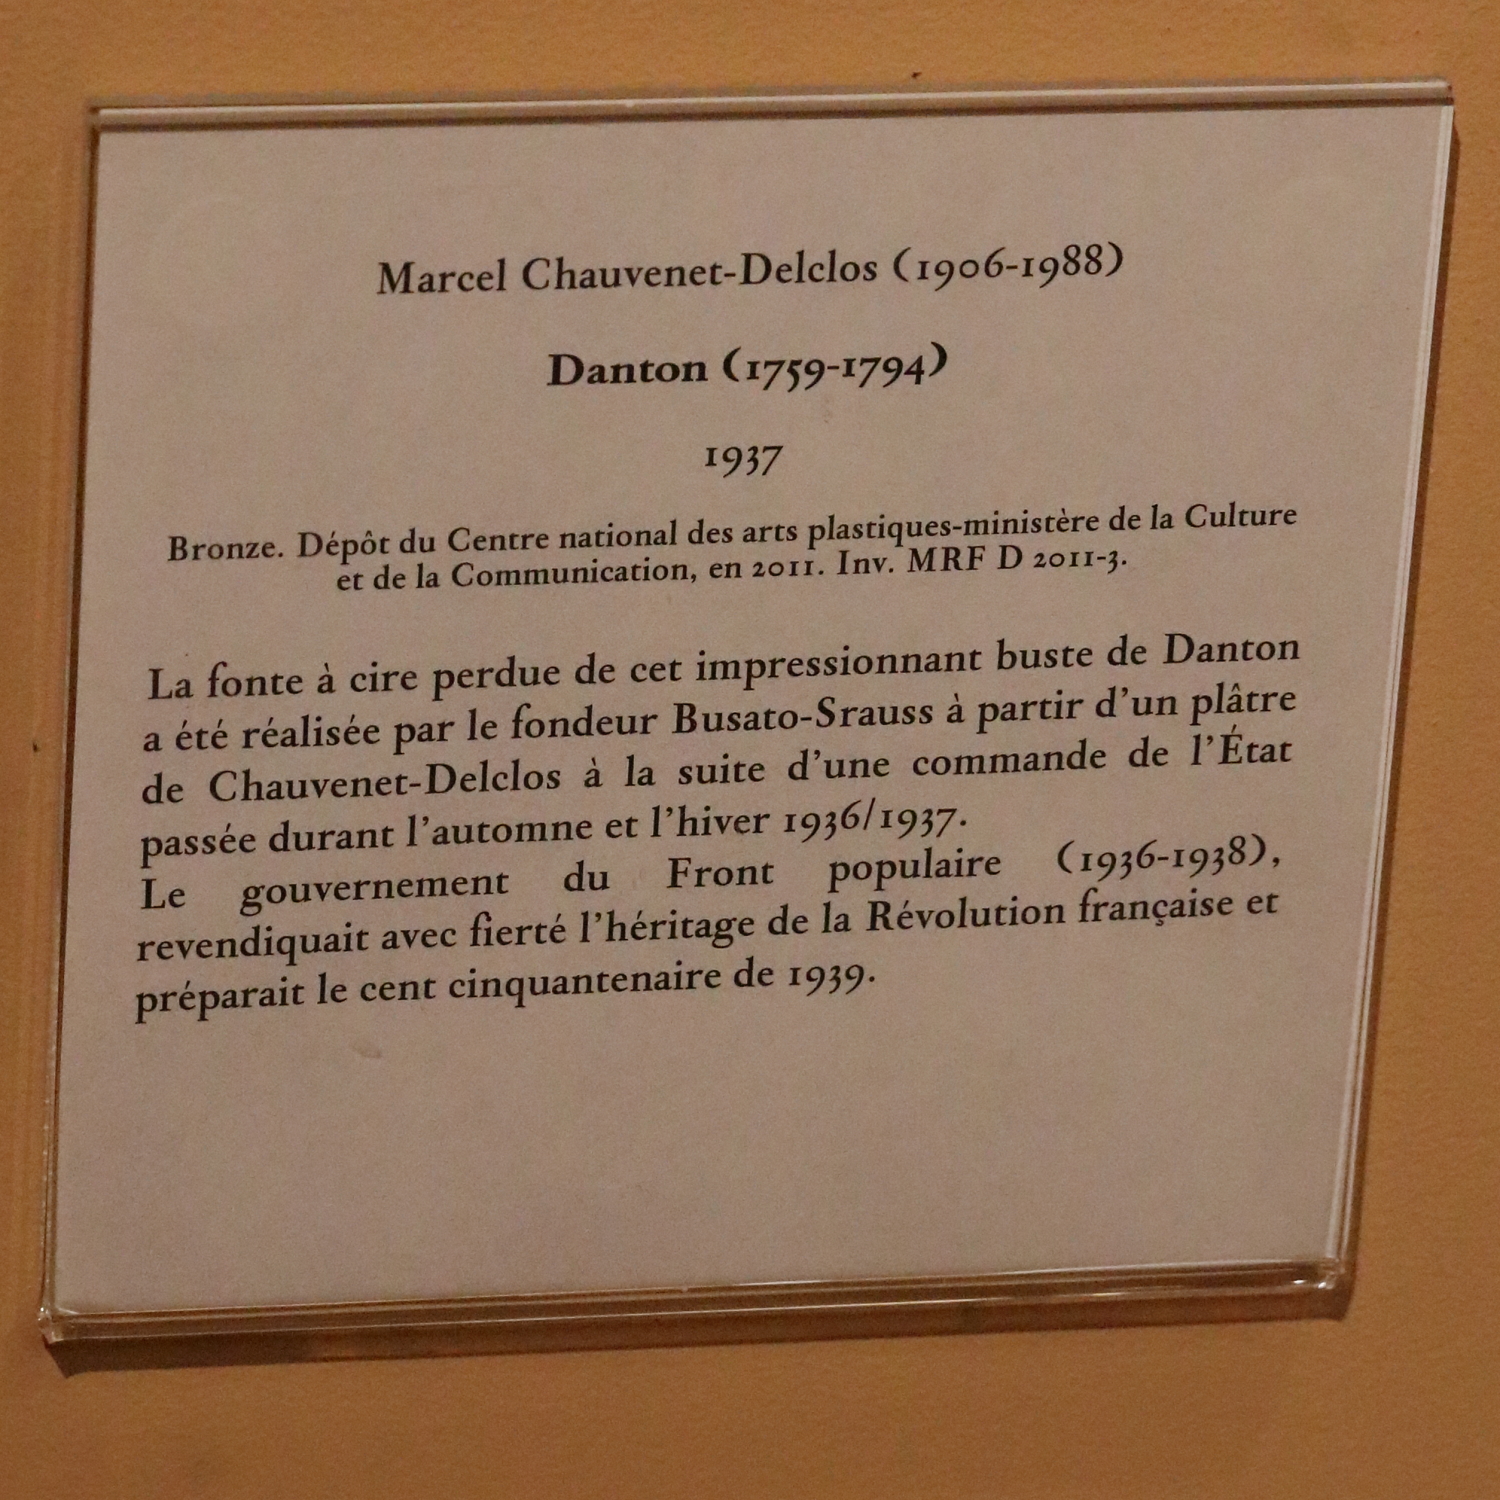 Marcel Chauvenet-Delclos (1906-1988)
Danton (1759-1794)
1937
Bronze. Dépôt du Centre national des arts plastiques-ministère de la Culture
et de la Communication, en 2011. Inv. MRF D 2011-3.
La fonte à cire perdue de cet impressionnant buste de Danton
a été réalisée par le fondeur Busato-Srauss à partir d'un plâtre
de Chauvenet-Delclos à la suite d'une commande de l'État
passée durant l'automne et l'hiver 1936/1937.
Le gouvernement du Front populaire (1936-1938),
revendiquait avec fierté l'héritage de la Révolution française et
préparait le cent cinquantenaire de 1939.